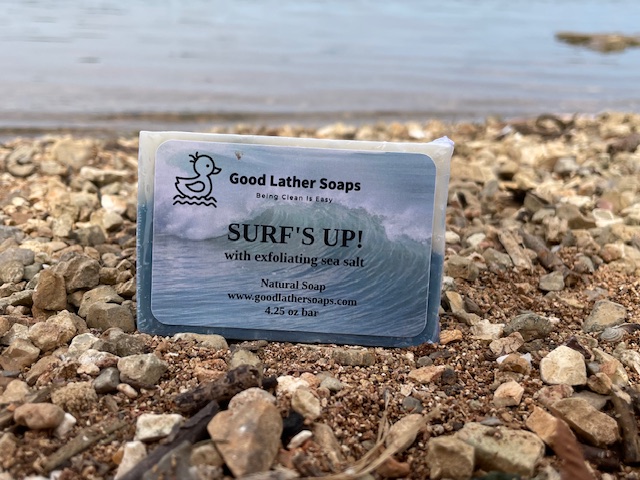 Good Lather Soaps
Being Clean Is Easy
SURF'S UP!
with exfoliating sea salt
Natural Soap
www.goodlathersoaps.com
4.25 oz bar